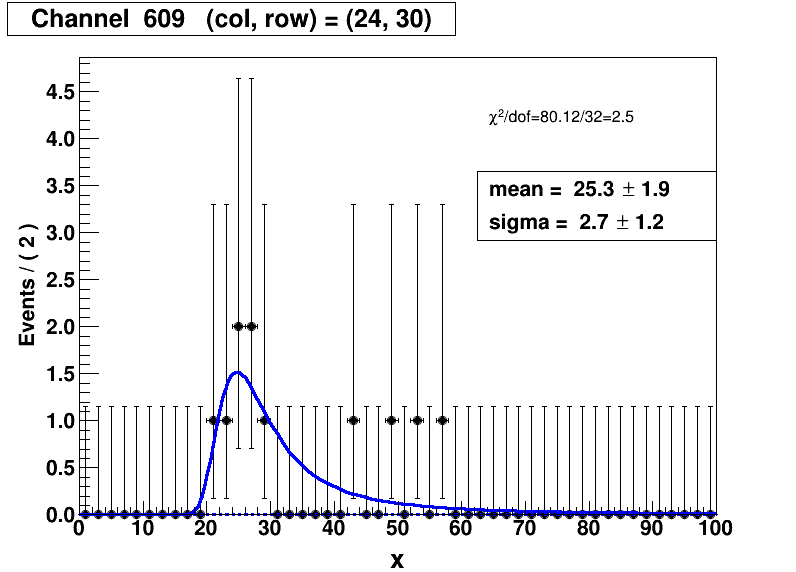 Channel 609 (col, row) = (24, 30)
χ²/dof=80.12/32=2.5
mean = 25.3 ± 1.9
sigma = 2.7 ± 1.2
Events / ( 2 )
4.5
4.0
3.5
3.0
2.5
2.0
1.5
1.0
0.5
0.0
0 10 20 30 40 50 60 70 80 90 100
x